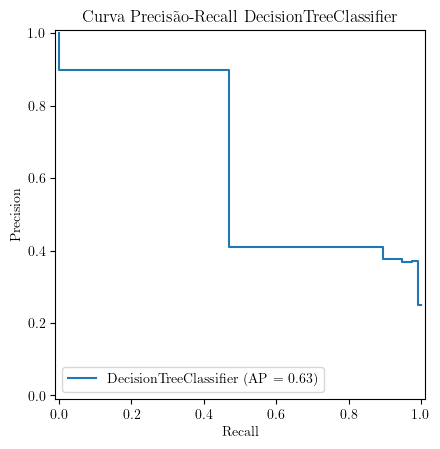 Curva Precisão-Recall DecisionTreeClassifier
1.0
0.8
0.6
0.4
0.2
0.0
Precision
DecisionTreeClassifier (AP = 0.63)
0.0 0.2 0.4 0.6 0.8 1.0
Recall